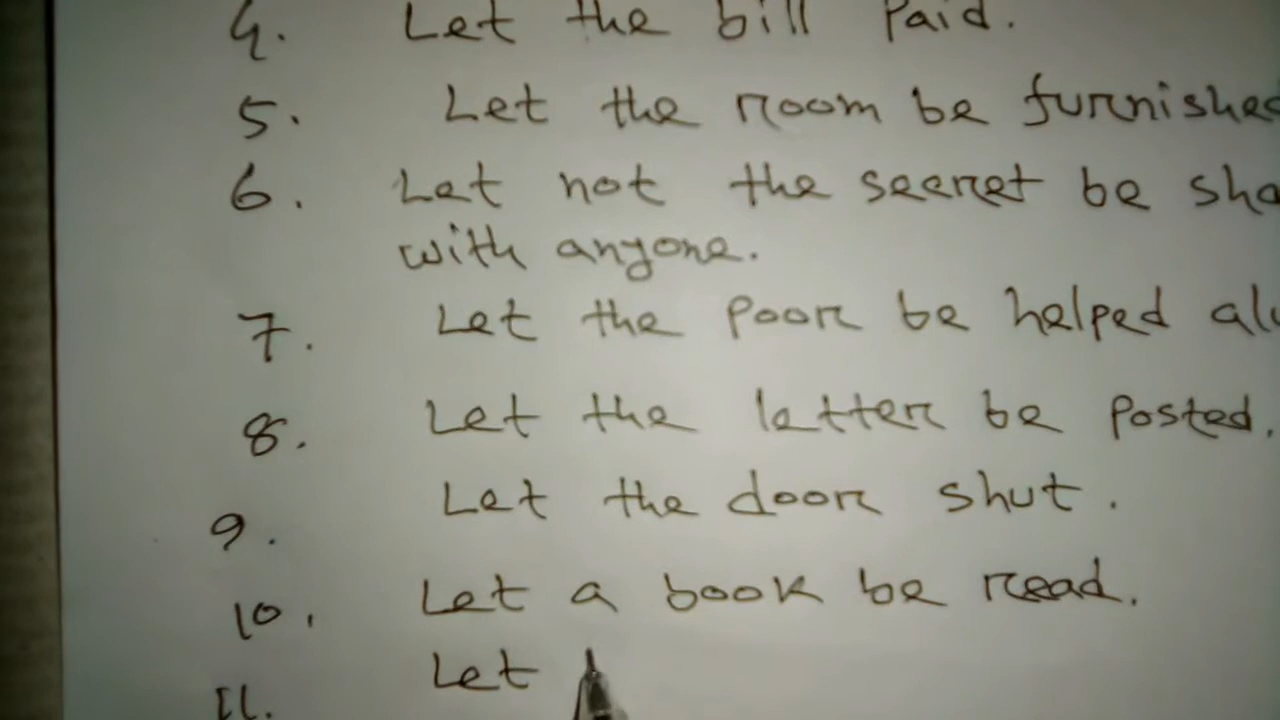 4. Let the bill Paid.
5. Let the room be furnished
6. Let not the secret be sha
with anyone.
7. Let the poor be helped alw
8. Let the letter be posted.
9. Let the door shut.
10. Let a book be read.
11. Let